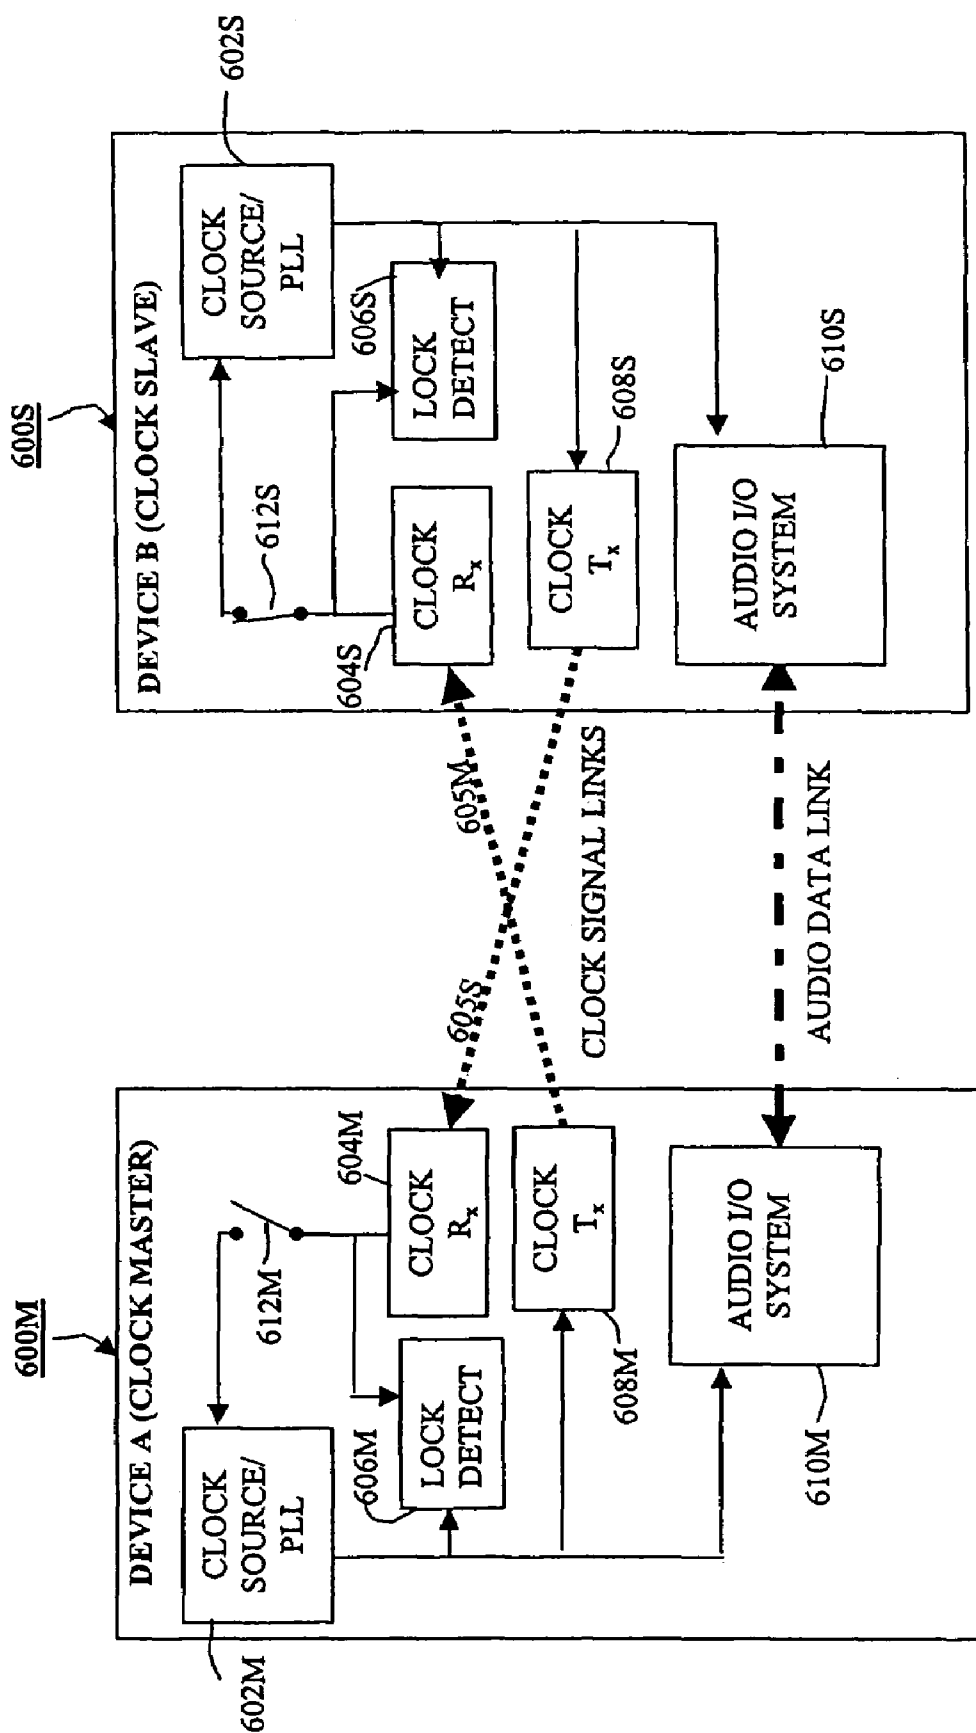 600M
DEVICE A (CLOCK MASTER)
602M
CLOCK
SOURCE/
PLL
612M
606M
LOCK
DETECT
604M
CLOCK
Rx
CLOCK
Tx
608M
AUDIO I/O
SYSTEM
610M
605S
605M
CLOCK SIGNAL LINKS
AUDIO DATA LINK
600S
DEVICE B (CLOCK SLAVE)
602S
CLOCK
SOURCE/
PLL
612S
606S
LOCK
DETECT
604S
CLOCK
Rx
CLOCK
Tx
608S
AUDIO I/O
SYSTEM
610S